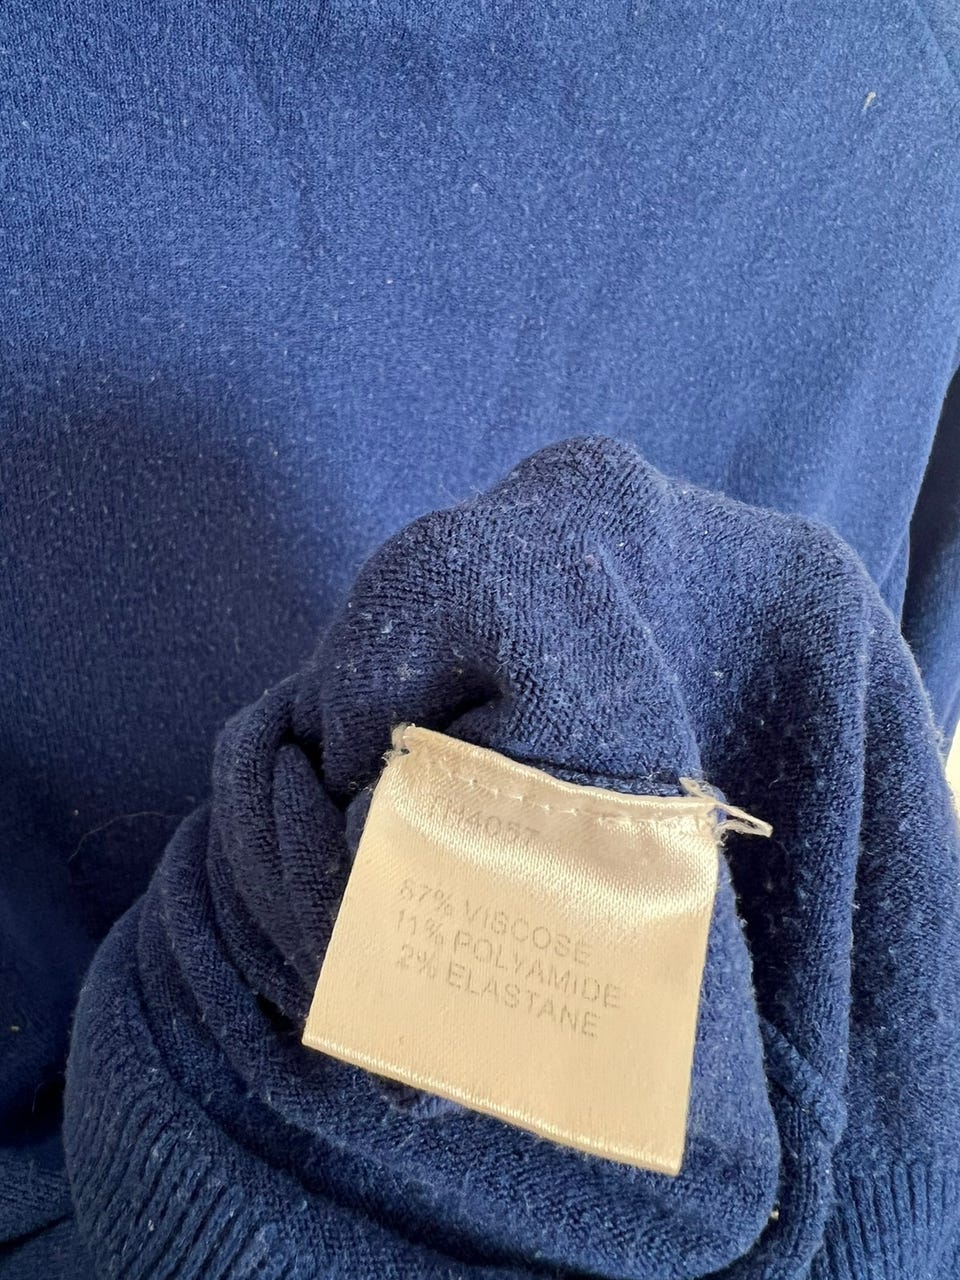 87% VISCOSE
11% POLYAMIDE
2% ELASTANE